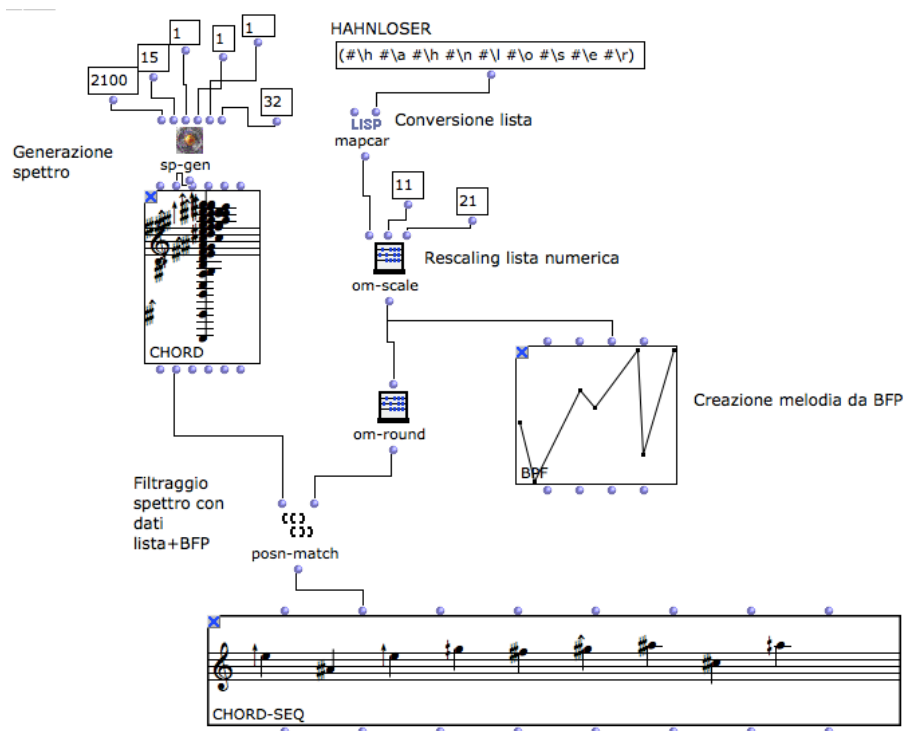 HAHNLOSER
(#\h #\a #\h #\n #\l #\o #\s #\e #\r)
1
1
1
15
2100
32
LISP
mapcar
Conversione lista
Generazione
spettro
sp-gen
11
21
Rescaling lista numerica
om-scale
CHORD
om-round
BPF
Creazione melodia da BFP
Filtraggio
spettro con
dati
lista+BFP
posn-match
CHORD-SEQ